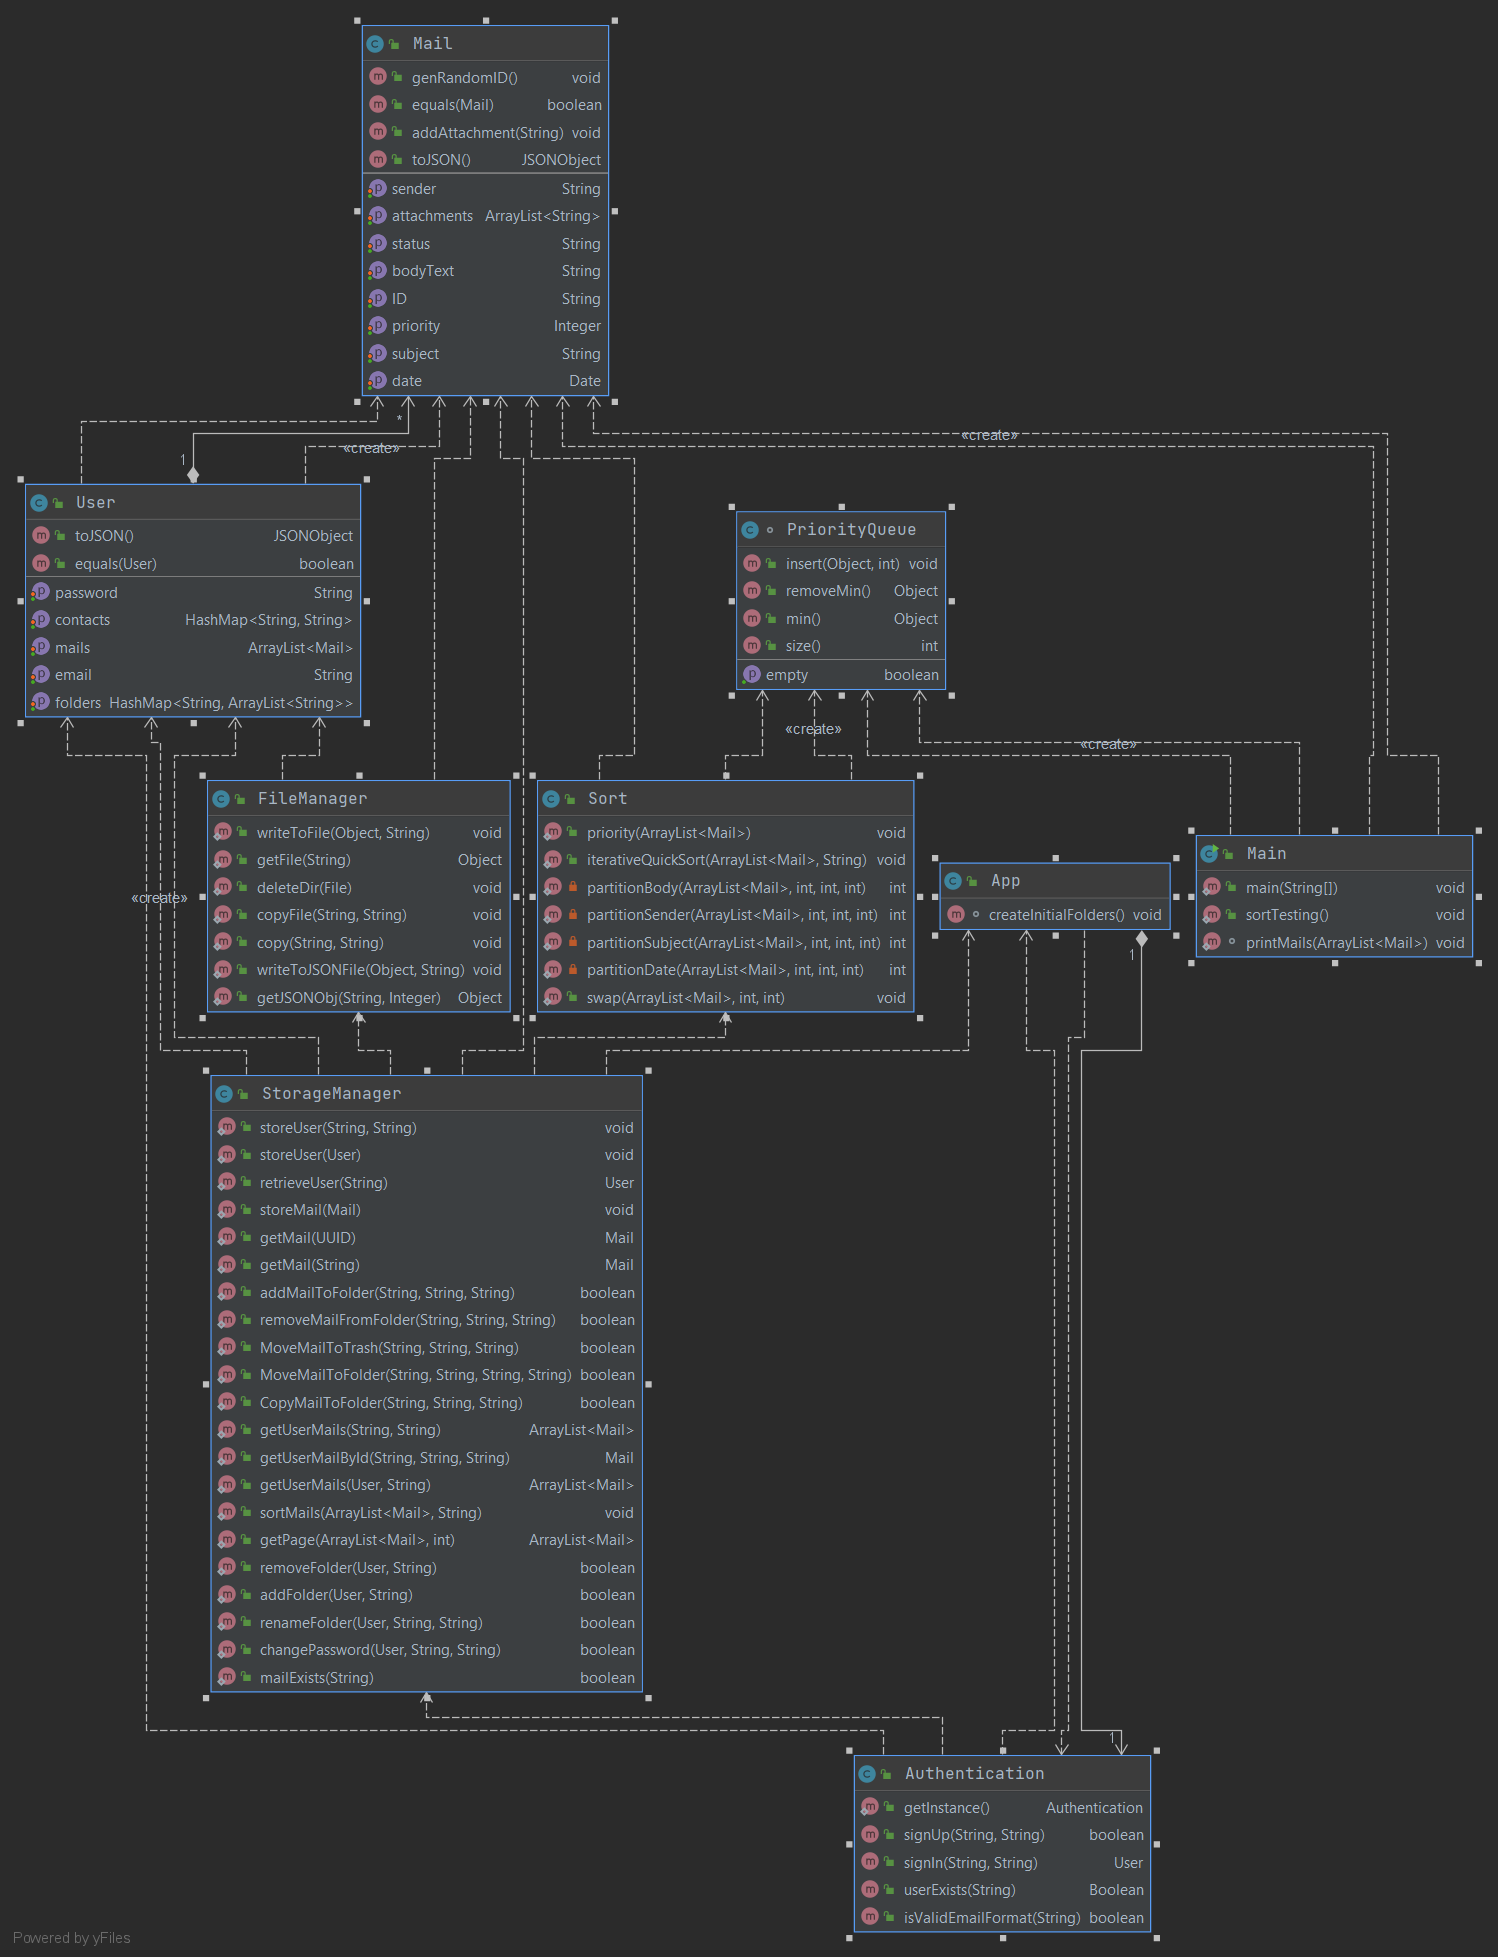 Mail
genRandomID() void
equals(Mail) boolean
addAttachment(String) void
toJSON() JSONObject
sender String
attachments ArrayList<String>
status String
bodyText String
ID String
priority Integer
subject String
date Date
*
«create»
«create»
1
User
toJSON() JSONObject
equals(User) boolean
password String
contacts HashMap<String, String>
mails ArrayList<Mail>
email String
folders HashMap<String, ArrayList<String>>
PriorityQueue
insert(Object, int) void
removeMin() Object
min() Object
size() int
empty boolean
«create»
«create»
FileManager
writeToFile(Object, String) void
getFile(String) Object
deleteDir(File) void
copyFile(String, String) void
copy(String, String) void
writeToJSONFile(Object, String) void
getJSONObj(String, Integer) Object
«create»
Sort
priority(ArrayList<Mail>) void
iterativeQuickSort(ArrayList<Mail>, String) void
partitionBody(ArrayList<Mail>, int, int, int) int
partitionSender(ArrayList<Mail>, int, int, int) int
partitionSubject(ArrayList<Mail>, int, int, int) int
partitionDate(ArrayList<Mail>, int, int, int) int
swap(ArrayList<Mail>, int, int) void
App
createInitialFolders() void
1
Main
main(String[]) void
sortTesting() void
printMails(ArrayList<Mail>) void
StorageManager
storeUser(String, String) void
storeUser(User) void
retrieveUser(String) User
storeMail(Mail) void
getMail(UUID) Mail
getMail(String) Mail
addMailToFolder(String, String, String) boolean
removeMailFromFolder(String, String, String) boolean
MoveMailToTrash(String, String, String) boolean
MoveMailToFolder(String, String, String, String) boolean
CopyMailToFolder(String, String, String) boolean
getUserMails(String, String) ArrayList<Mail>
getUserMailById(String, String, String) Mail
getUserMails(User, String) ArrayList<Mail>
sortMails(ArrayList<Mail>, String) void
getPage(ArrayList<Mail>, int) ArrayList<Mail>
removeFolder(User, String) boolean
addFolder(User, String) boolean
renameFolder(User, String, String) boolean
changePassword(User, String, String) boolean
mailExists(String) boolean
1
Authentication
getInstance() Authentication
signUp(String, String) boolean
signIn(String, String) User
userExists(String) Boolean
isValidEmailFormat(String) boolean
Powered by yFiles